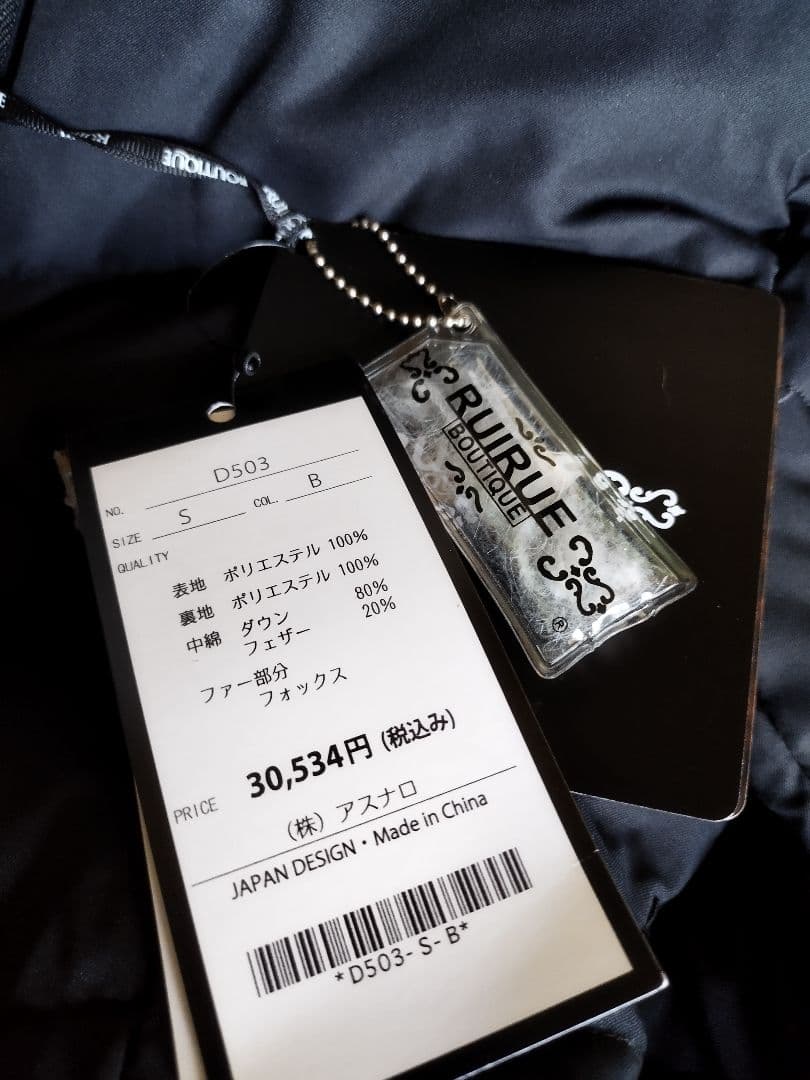 BOUTIQUE
RUIRUE
BOUTIQUE
®
NO. D503
SIZE S COL. B
QUALITY
表地 ポリエステル 100%
裏地 ポリエステル 100%
中綿 ダウン 80%
フェザー 20%
ファー部分
フォックス
PRICE 30,534円 (税込み)
(株) アスナロ
JAPAN DESIGN・Made in China
*D503-S-B*